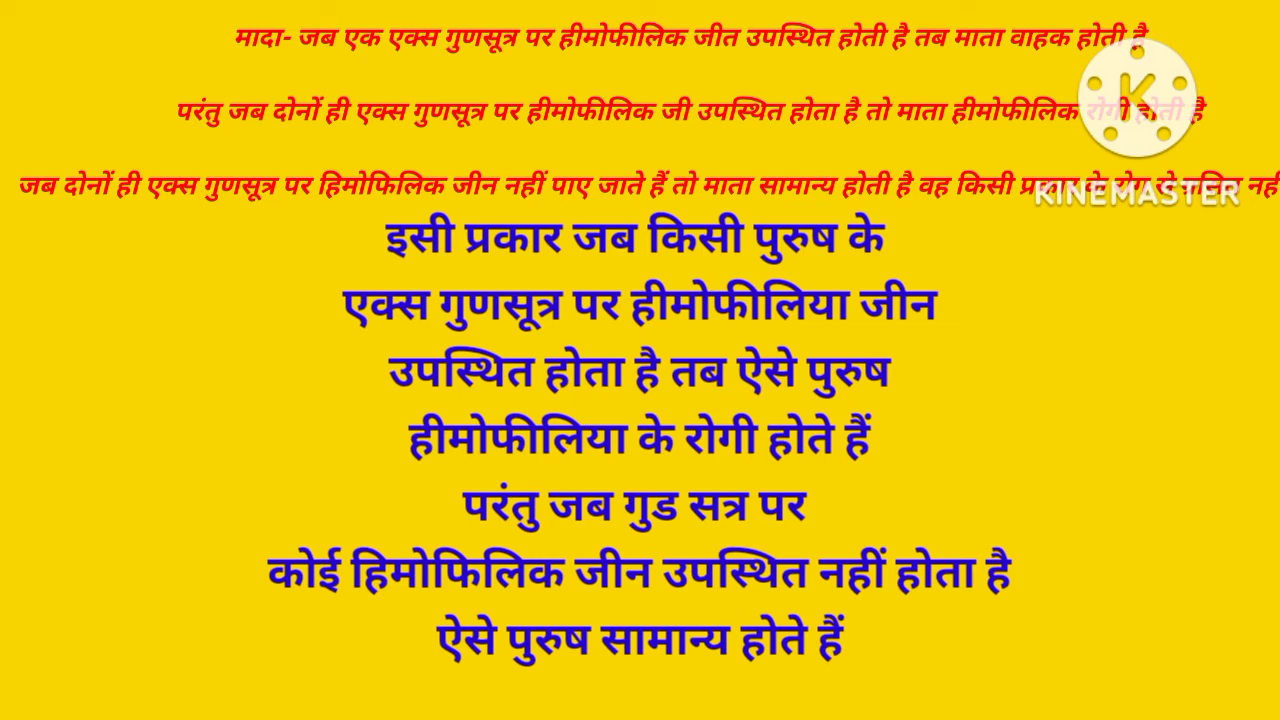 मादा- जब एक एक्स गुणसूत्र पर हीमोफीलिक जीत उपस्थित होती है तब माता वाहक होती है
परंतु जब दोनों ही एक्स गुणसूत्र पर हीमोफीलिक जी उपस्थित होता है तो माता हीमोफीलिक रोगी होती है
जब दोनों ही एक्स गुणसूत्र पर हिमोफिलिक जीन नहीं पाए जाते हैं तो माता सामान्य होती है वह किसी प्रकार के रोग से
KINEMASTER
इसी प्रकार जब किसी पुरुष के
एक्स गुणसूत्र पर हीमोफीलिया जीन
उपस्थित होता है तब ऐसे पुरुष
हीमोफीलिया के रोगी होते हैं
परंतु जब गुड सत्र पर
कोई हिमोफिलिक जीन उपस्थित नहीं होता है
ऐसे पुरुष सामान्य होते हैं